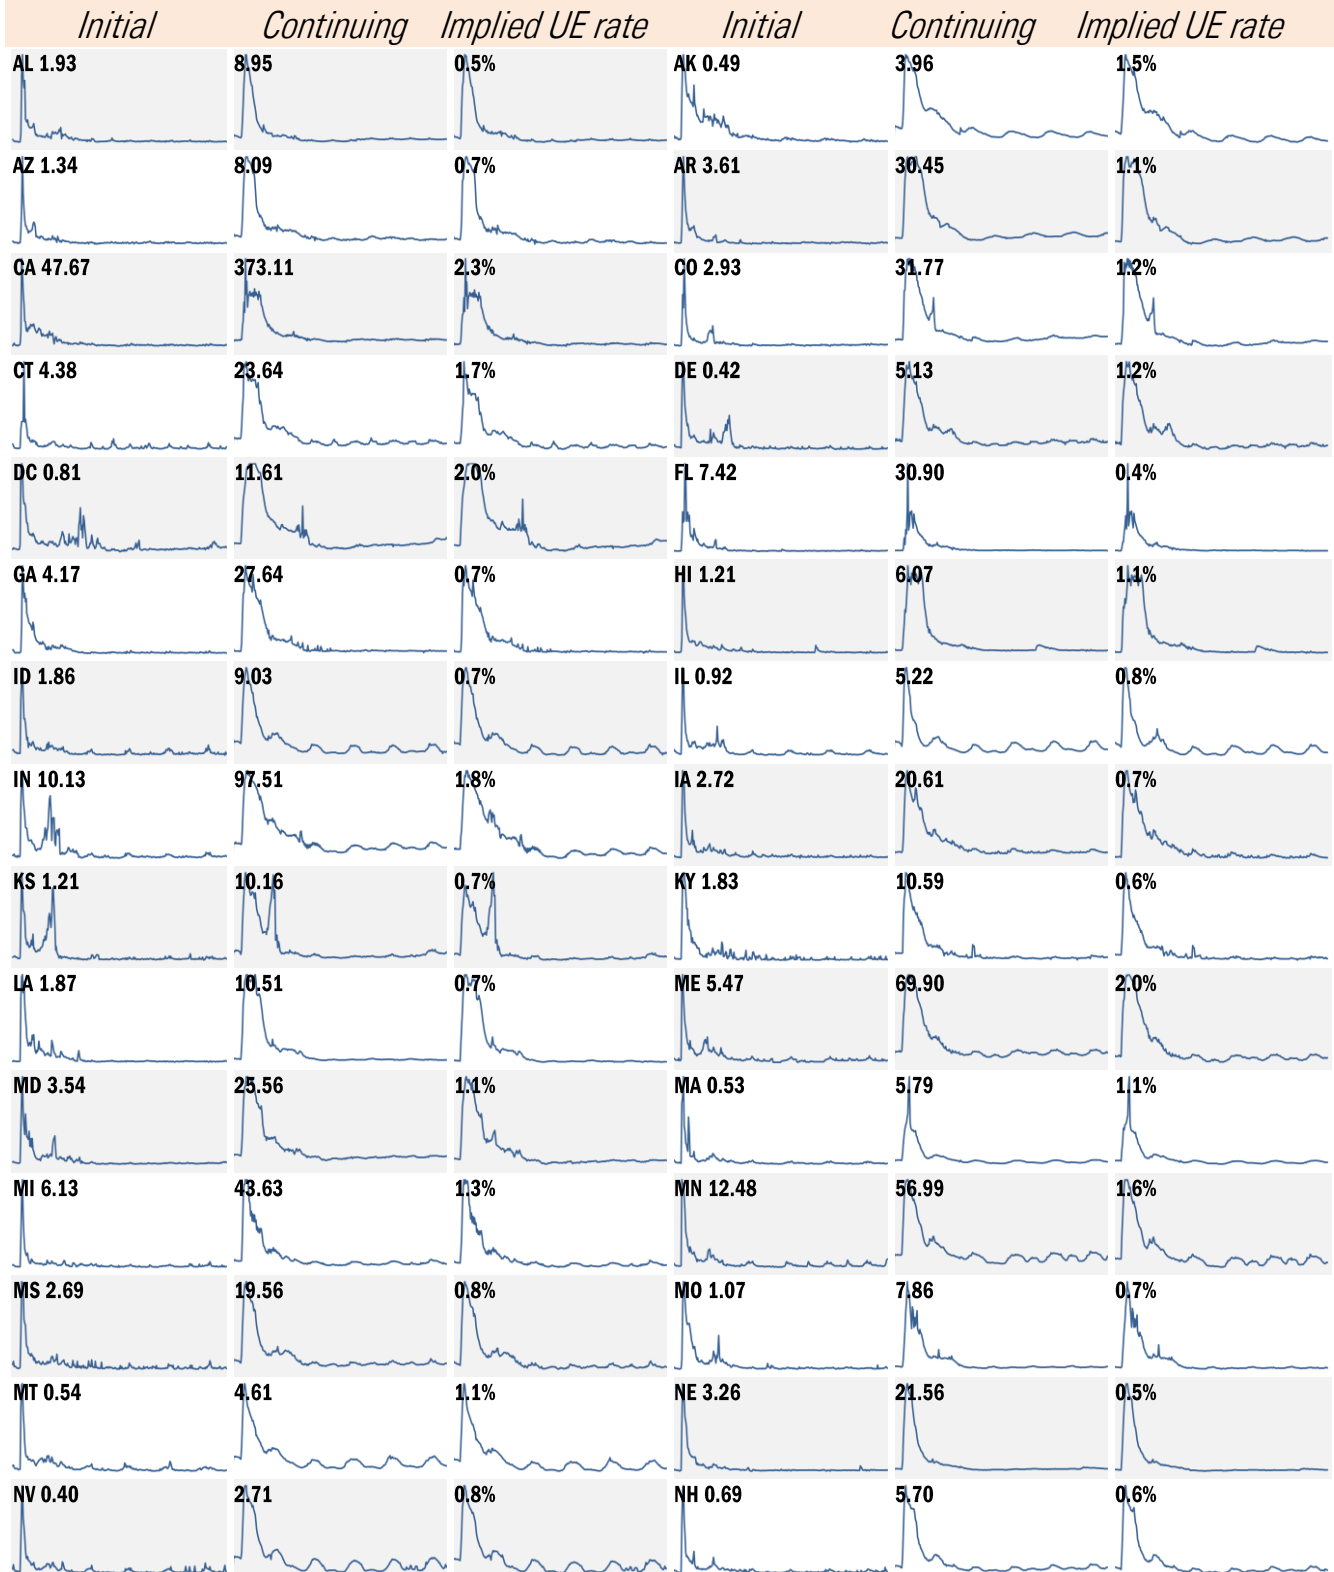 Initial Continuing Implied UE rate Initial Continuing Implied UE rate
AL 1.93 8.95 0.5% AK 0.49 3.96 1.5%
AZ 1.34 8.09 0.7% AR 3.61 30.45 1.1%
CA 47.67 373.11 2.3% CO 2.93 31.77 1.2%
CT 4.38 23.64 1.7% DE 0.42 5.13 1.2%
DC 0.81 11.61 2.0% FL 7.42 30.90 0.4%
GA 4.17 27.64 0.7% HI 1.21 6.07 1.1%
ID 1.86 9.03 0.7% IL 0.92 5.22 0.8%
IN 10.13 97.51 1.8% IA 2.72 20.61 0.7%
KS 1.21 10.16 0.7% KY 1.83 10.59 0.6%
LA 1.87 10.51 0.7% ME 5.47 69.90 2.0%
MD 3.54 25.56 1.1% MA 0.53 5.79 1.1%
MI 6.13 43.63 1.3% MN 12.48 56.99 1.6%
MS 2.69 19.56 0.8% MO 1.07 7.86 0.7%
MT 0.54 4.61 1.1% NE 3.26 21.56 0.5%
NV 0.40 2.71 0.8% NH 0.69 5.70 0.6%